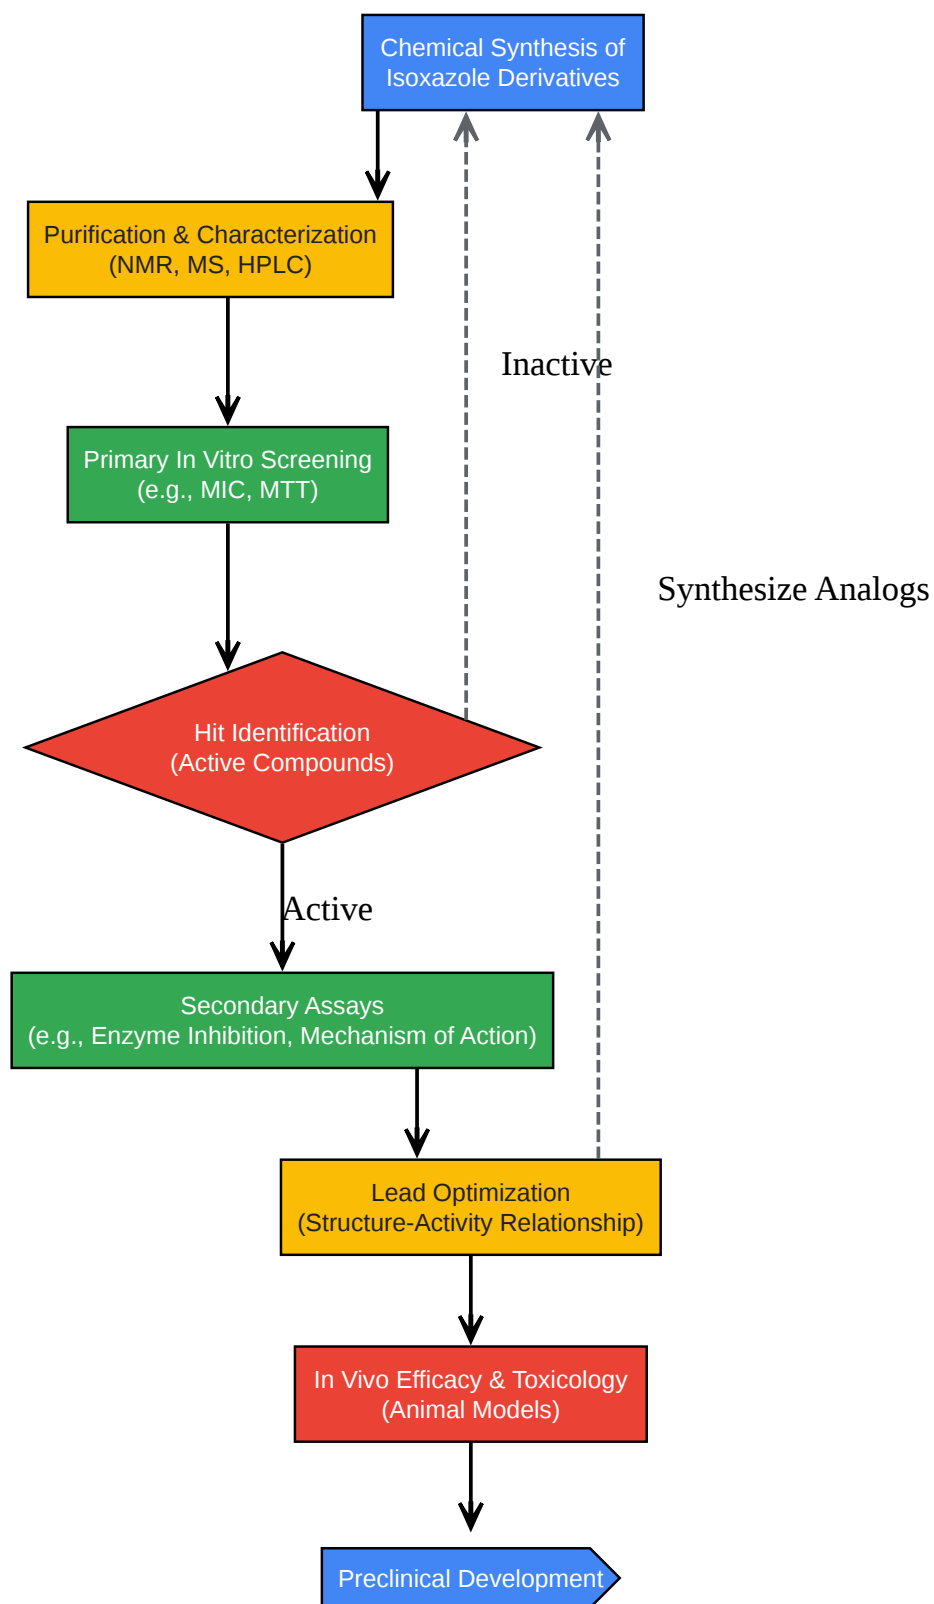 Chemical Synthesis of
Isoxazole Derivatives
Purification & Characterization
(NMR, MS, HPLC)
Inactive
Primary In Vitro Screening
(e.g., MIC, MTT)
Synthesize Analogs
Hit Identification
(Active Compounds)
Active
Secondary Assays
(e.g., Enzyme Inhibition, Mechanism of Action)
Lead Optimization
(Structure-Activity Relationship)
In Vivo Efficacy & Toxicology
(Animal Models)
Preclinical Development